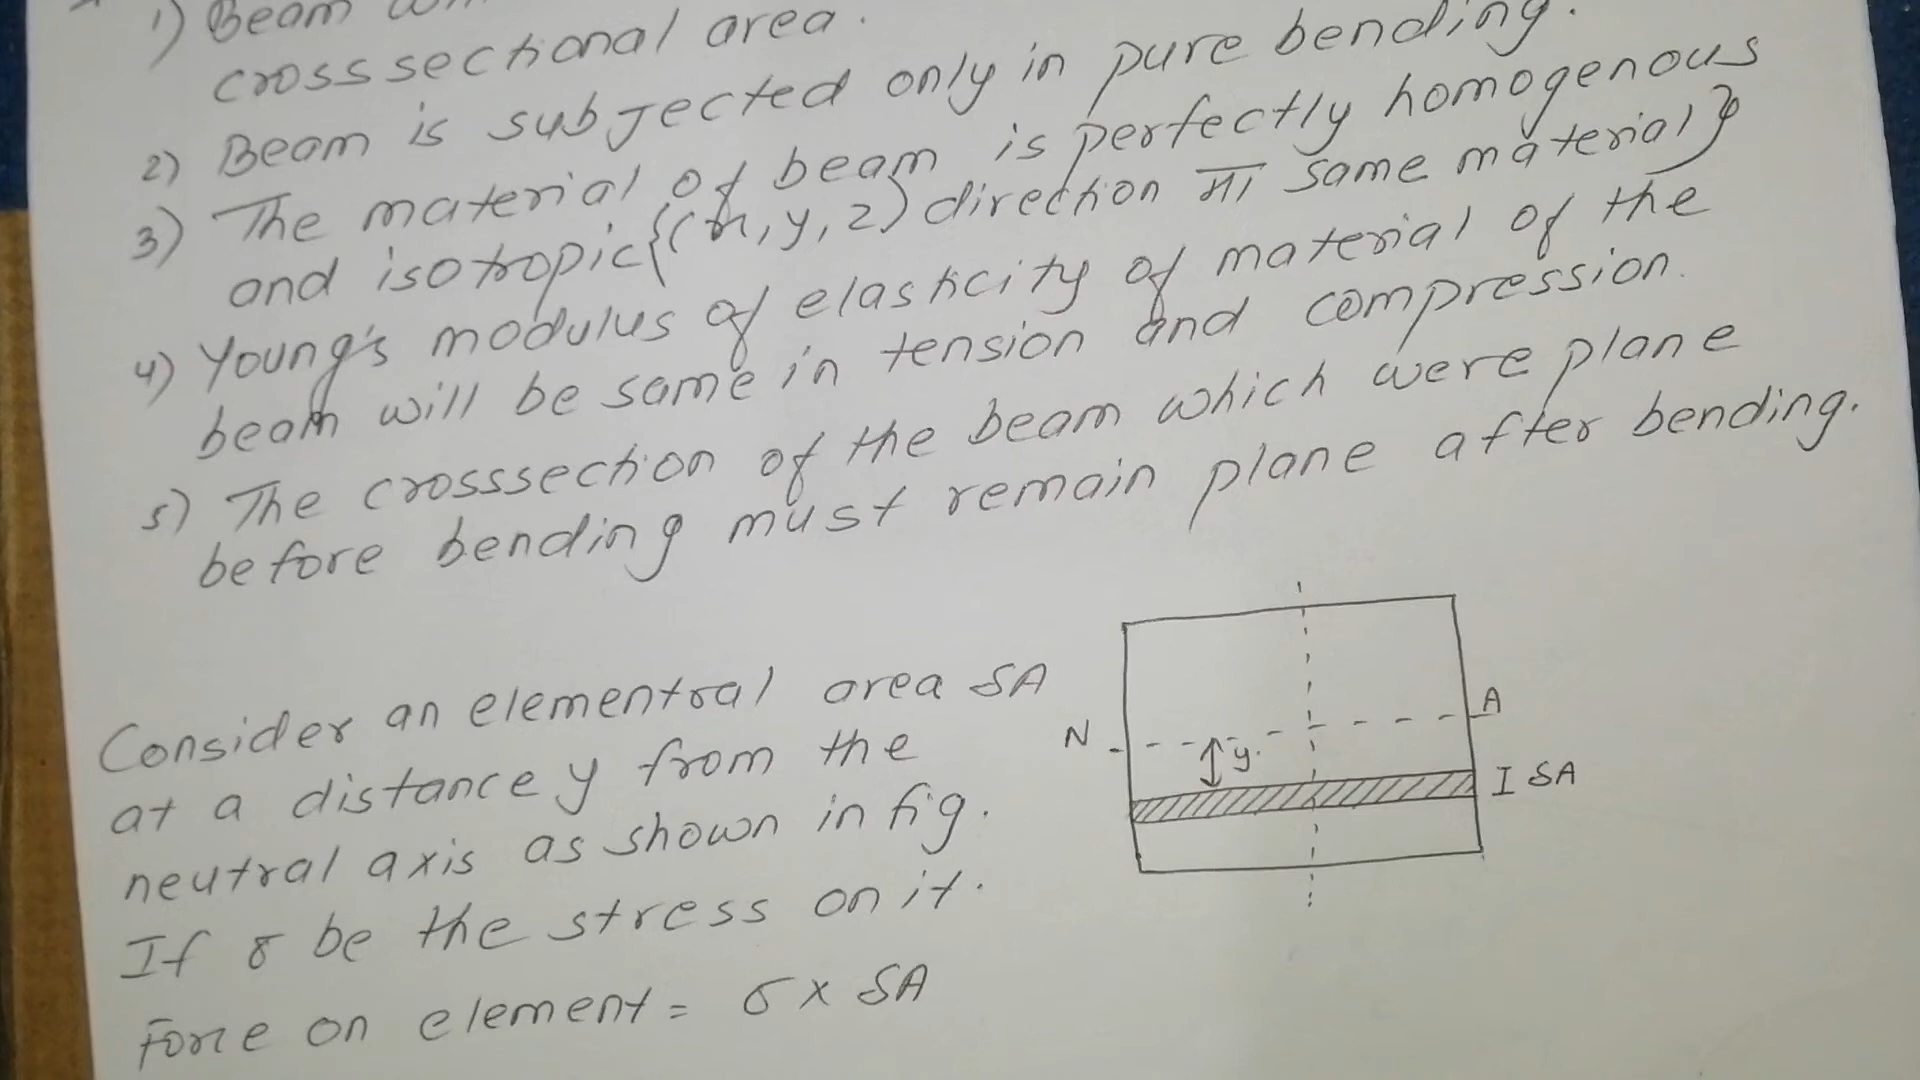 1) Beam
crosssectional area.
2) Beam is subjected only in pure bending.
3) The material of beam is perfectly homogenous
and isotropic {(x,y,z) direction मा same material}
4) Young's modulus of elasticity of material of the
beam will be same in tension and compression.
5) The crosssection of the beam which were plane
before bending must remain plane after bending.
Consider an elementral area δA
at a distance y from the
neutral axis as shown in fig.
If σ be the stress on it.
Force on element = σ x δA
N
A
y.
I δA